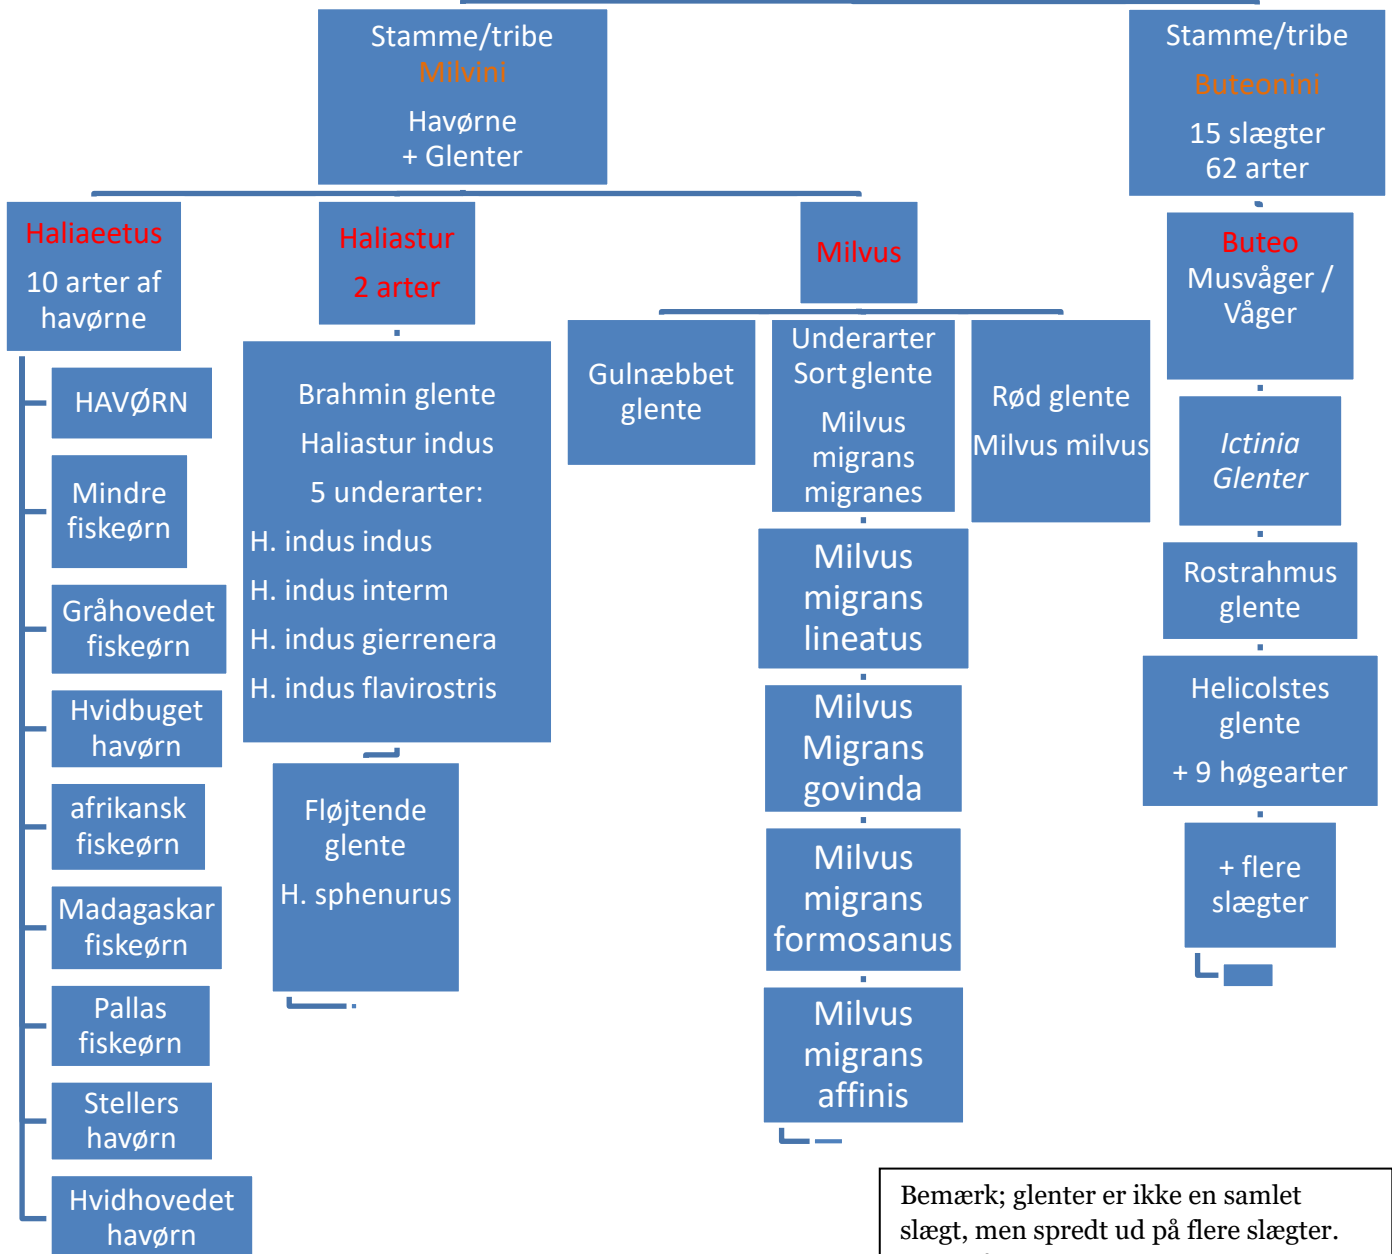 Stamme/tribe
Milvini
Havørne
+ Glenter
Stamme/tribe
Buteonini
15 slægter
62 arter
Haliaeetus
10 arter af
havørne
HAVØRN
Mindre
fiskeørn
Gråhovedet
fiskeørn
Hvidbuget
havørn
afrikansk
fiskeørn
Madagaskar
fiskeørn
Pallas
fiskeørn
Stellers
havørn
Hvidhovedet
havørn
Haliastur
2 arter
Brahmin glente
Haliastur indus
5 underarter:
H. indus indus
H. indus interm
H. indus gierrenera
H. indus flavirostris
Fløjtende
glente
H. sphenurus
Milvus
Gulnæbbet
glente
Underarter
Sort glente
Milvus
migrans
migranes
Milvus
migrans
lineatus
Milvus
Migrans
govinda
Milvus
migrans
formosanus
Milvus
migrans
affinis
Rød glente
Milvus milvus
Buteo
Musvåger /
Våger
Ictinia
Glenter
Rostrahmus
glente
Helicolstes
glente
+ 9 høgearter
+ flere
slægter
Bemærk; glenter er ikke en samlet
slægt, men spredt ud på flere slægter.